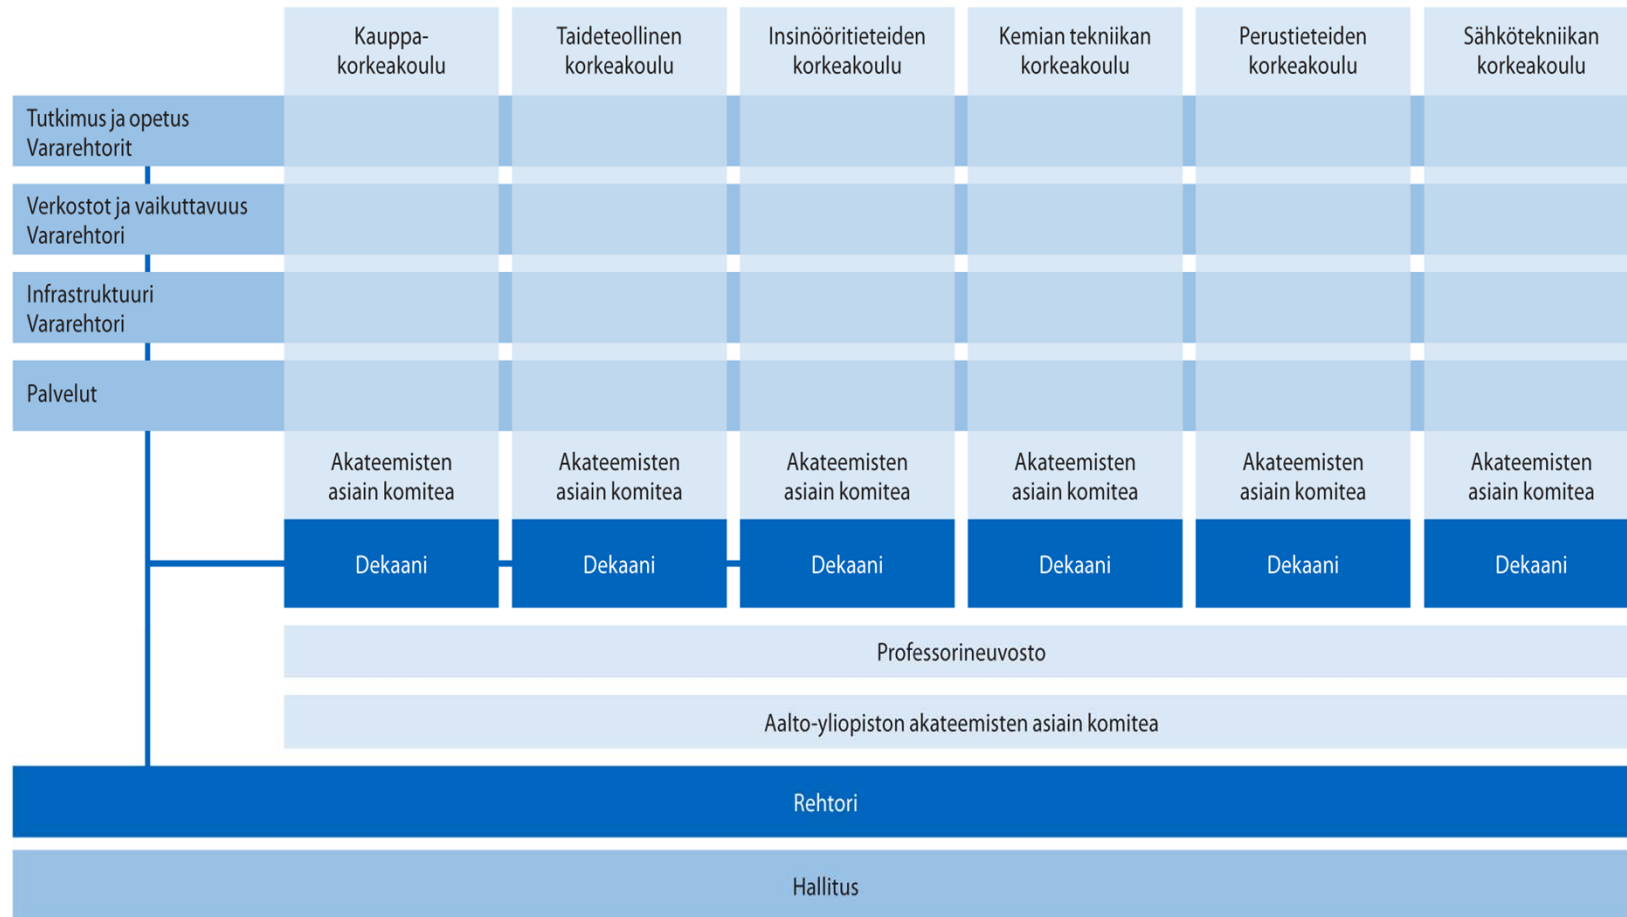 Kauppa-
korkeakoulu
Taideteollinen
korkeakoulu
Insinööritieteiden
korkeakoulu
Kemian tekniikan
korkeakoulu
Perustieteiden
korkeakoulu
Sähkötekniikan
korkeakoulu
Tutkimus ja opetus
Vararehtorit
Verkostot ja vaikuttavuus
Vararehtori
Infrastruktuuri
Vararehtori
Palvelut
Akateemisten
asiain komitea
Akateemisten
asiain komitea
Akateemisten
asiain komitea
Akateemisten
asiain komitea
Akateemisten
asiain komitea
Akateemisten
asiain komitea
Dekaani
Dekaani
Dekaani
Dekaani
Dekaani
Dekaani
Professorineuvosto
Aalto-yliopiston akateemisten asiain komitea
Rehtori
Hallitus